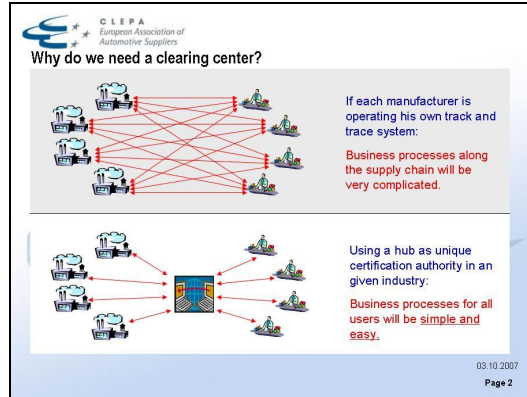 CLEPA
European Association of
Automotive Suppliers
Why do we need a clearing center?
If each manufacturer is
operating his own track and
trace system:
Business processes along
the supply chain will be
very complicated.
Using a hub as unique
certification authority in an
given industry:
Business processes for all
users will be simple and
easy.
03.10.2007
Page 2